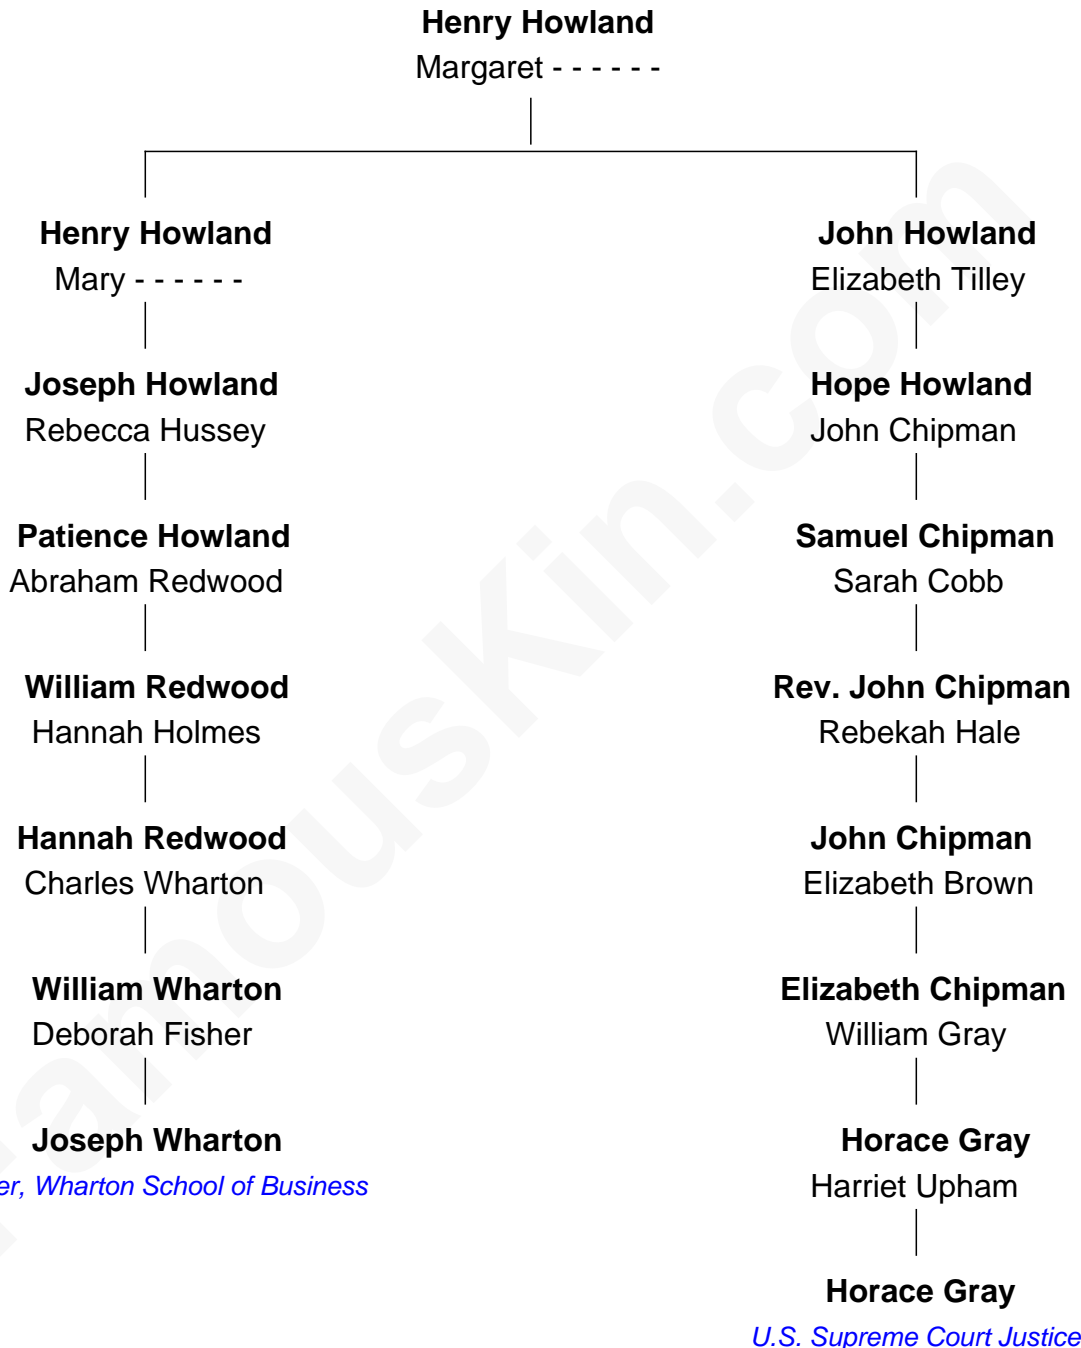 Henry Howland
Margaret - - - - - -
Henry Howland
Mary - - - - - -
John Howland
Elizabeth Tilley
Joseph Howland
Rebecca Hussey
Hope Howland
John Chipman
Patience Howland
Abraham Redwood
Samuel Chipman
Sarah Cobb
William Redwood
Hannah Holmes
Rev. John Chipman
Rebekah Hale
Hannah Redwood
Charles Wharton
John Chipman
Elizabeth Brown
William Wharton
Deborah Fisher
Elizabeth Chipman
William Gray
Joseph Wharton
er, Wharton School of Business
Horace Gray
Harriet Upham
Horace Gray
U.S. Supreme Court Justice
FamousKin.com